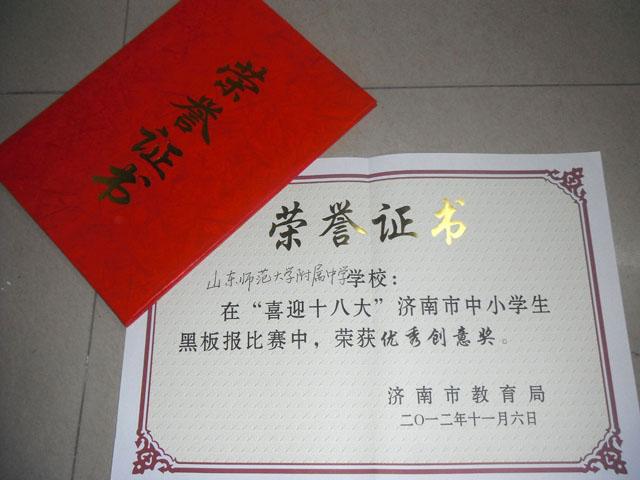 荣誉证书
荣誉证书
山东师范大学附属中学学校：
在“喜迎十八大”济南市中小学生
黑板报比赛中，荣获优秀创意奖。
济南市教育局
二〇一二年十一月六日